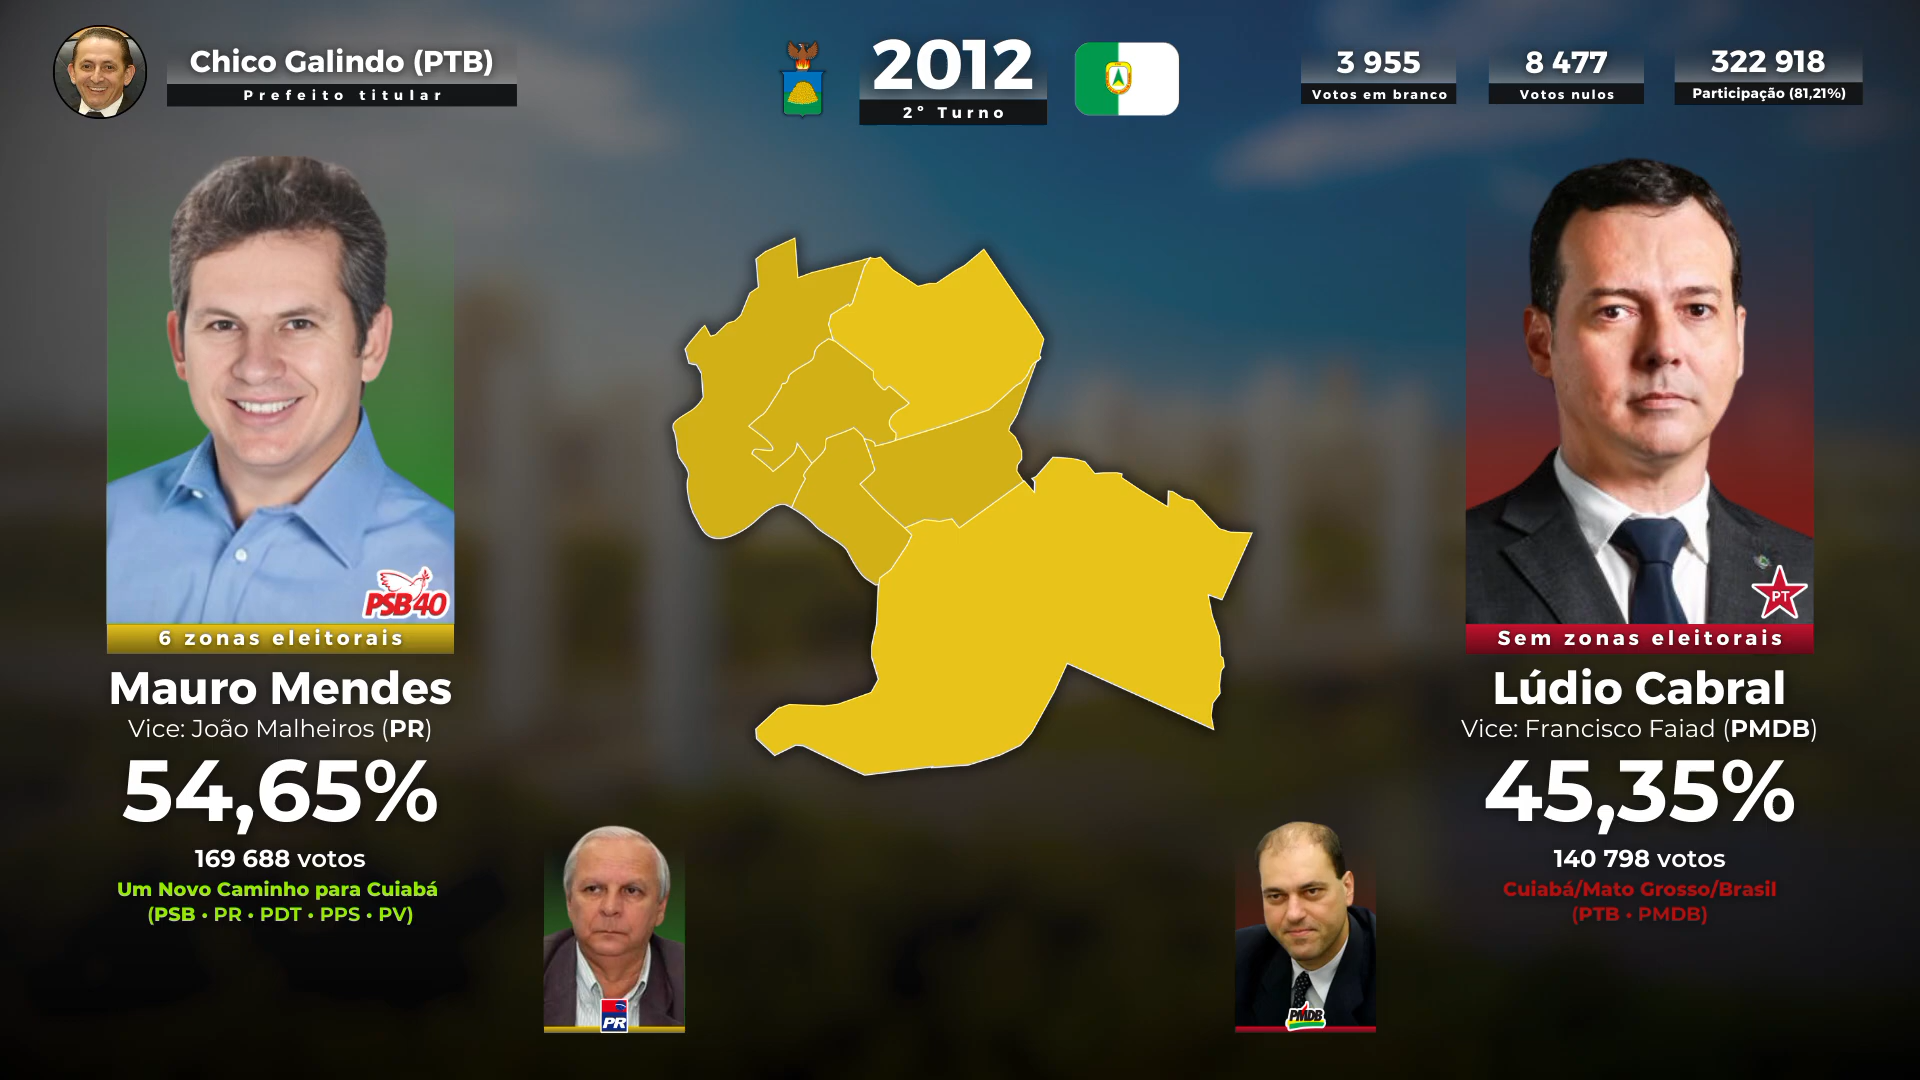 Chico Galindo (PTB)
Prefeito titular
2012
2º Turno
3 955
Votos em branco
8 477
Votos nulos
322 918
Participação (81,21%)
PSB 40
6 zonas eleitorais
Mauro Mendes
Vice: João Malheiros (PR)
54,65%
169 688 votos
Um Novo Caminho para Cuiabá
(PSB • PR • PDT • PPS • PV)
PR
PT
Sem zonas eleitorais
Lúdio Cabral
Vice: Francisco Faiad (PMDB)
45,35%
140 798 votos
Cuiabá/Mato Grosso/Brasil
(PTB • PMDB)
PMDB